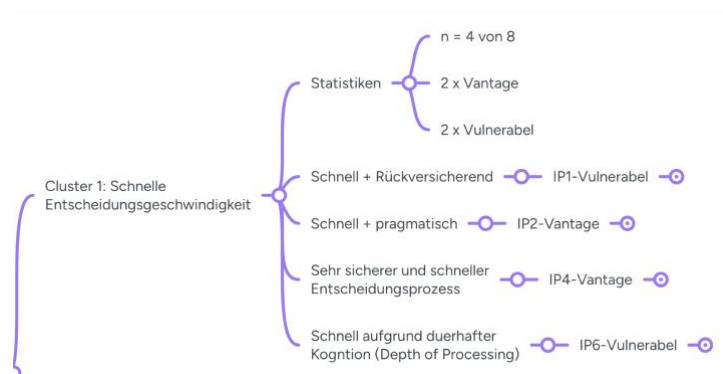 n = 4 von 8
Statistiken
2 x Vantage
2 x Vulnerabel
Cluster 1: Schnelle
Entscheidungsgeschwindigkeit
Schnell + Rückversicherend
IP1-Vulnerabel
Schnell + pragmatisch
IP2-Vantage
Sehr sicherer und schneller
Entscheidungsprozess
IP4-Vantage
Schnell aufgrund duerhafter
Kogntion (Depth of Processing)
IP6-Vulnerabel